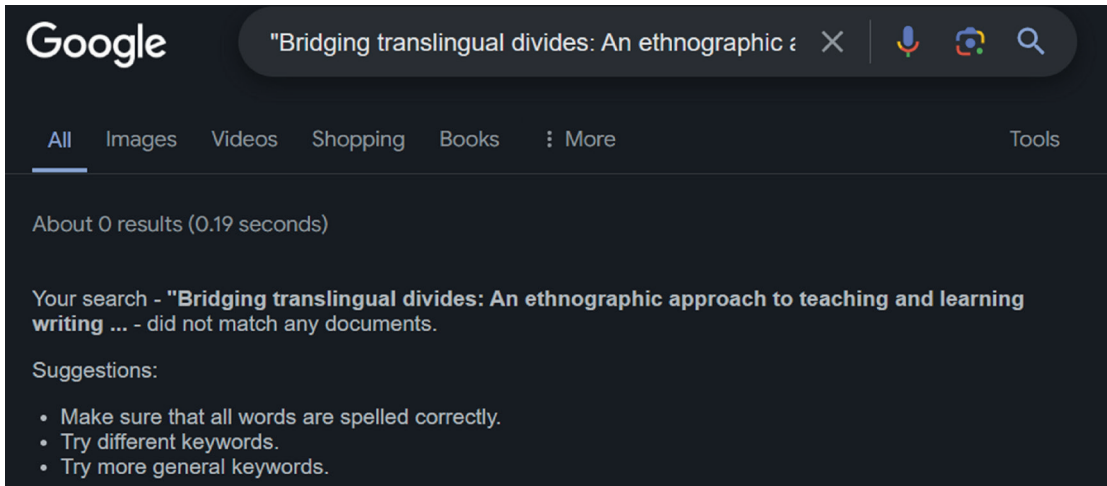 Google
"Bridging translingual divides: An ethnographic a
All Images Videos Shopping Books More Tools
About 0 results (0.19 seconds)
Your search - "Bridging translingual divides: An ethnographic approach to teaching and learning
writing ... - did not match any documents.
Suggestions:
• Make sure that all words are spelled correctly.
• Try different keywords.
• Try more general keywords.